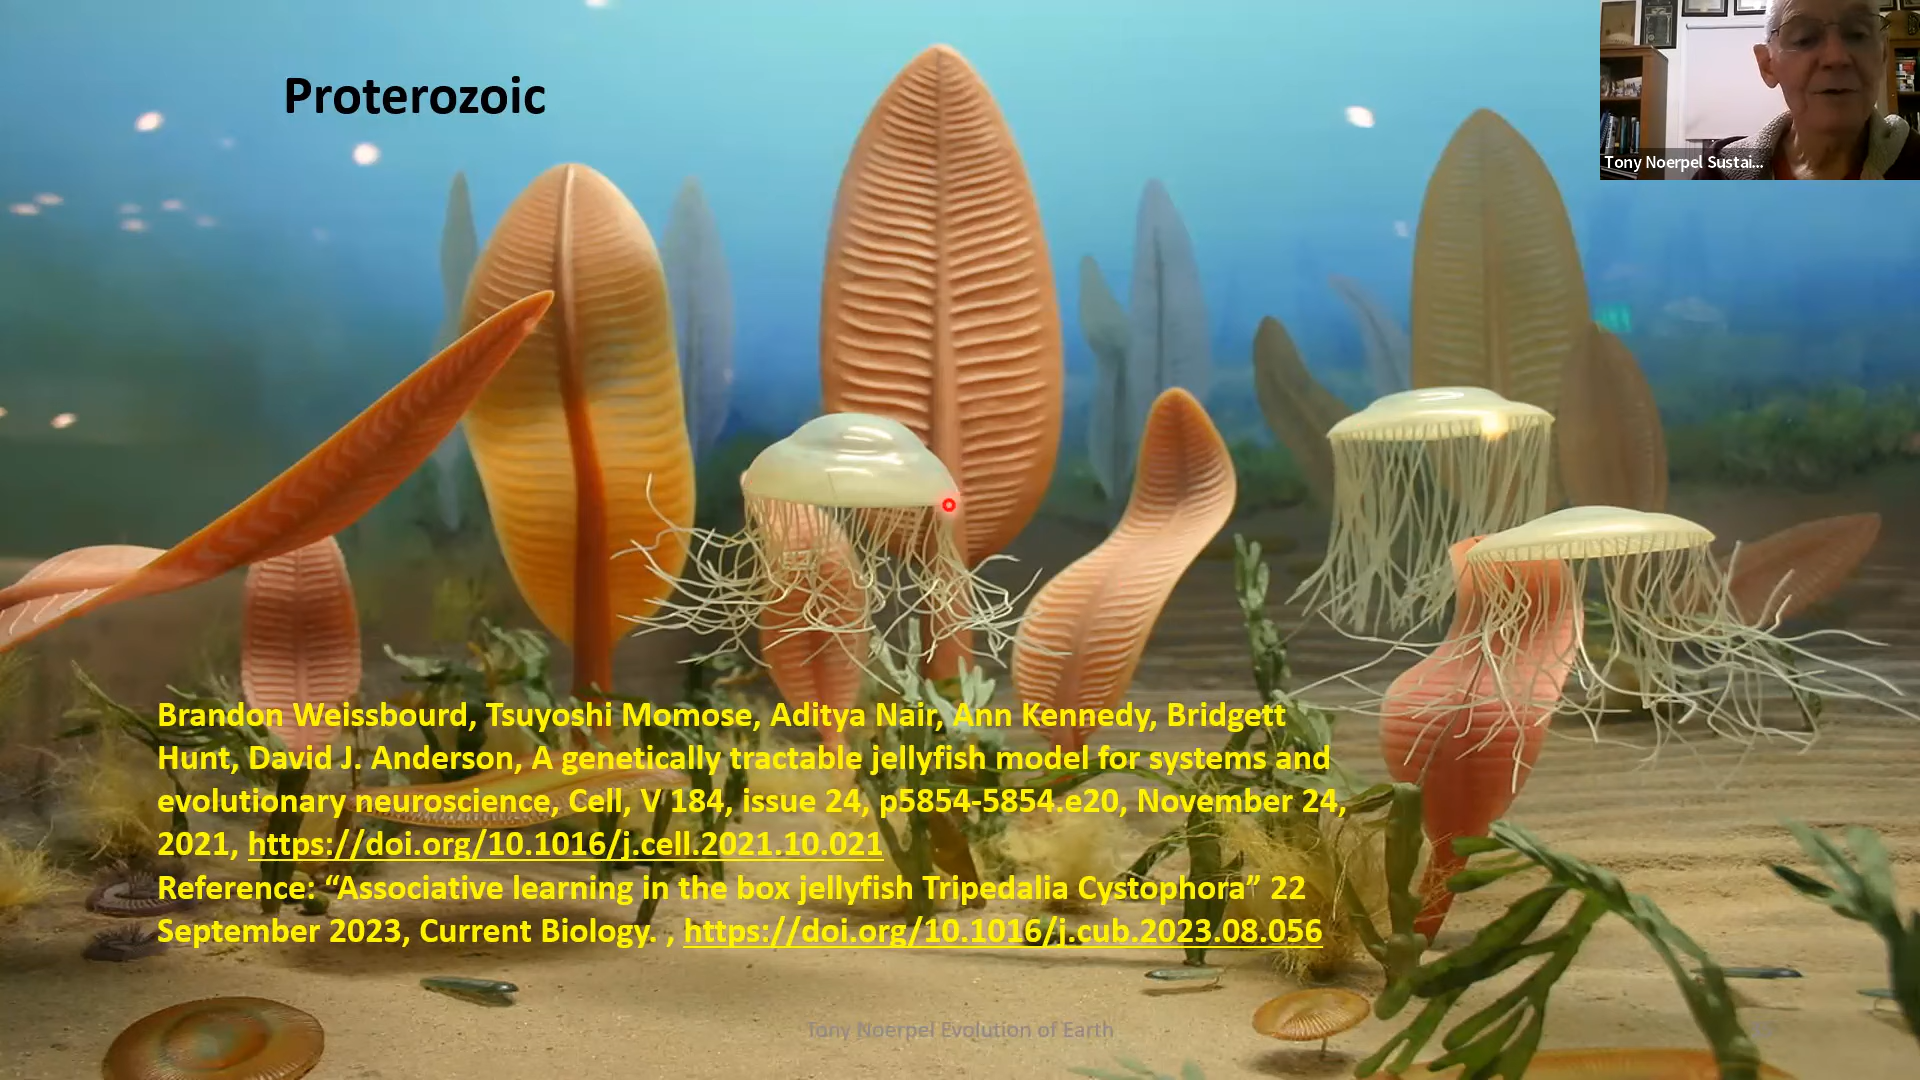 Proterozoic
Tony Noerpel Sustai...
Brandon Weissbourd, Tsuyoshi Momose, Aditya Nair, Ann Kennedy, Bridgett
Hunt, David J. Anderson, A genetically tractable jellyfish model for systems and
evolutionary neuroscience, Cell, V 184, issue 24, p5854-5854.e20, November 24,
2021, https://doi.org/10.1016/j.cell.2021.10.021
Reference: “Associative learning in the box jellyfish Tripedalia Cystophora” 22
September 2023, Current Biology. , https://doi.org/10.1016/j.cub.2023.08.056
Tony Noerpel Evolution of Earth